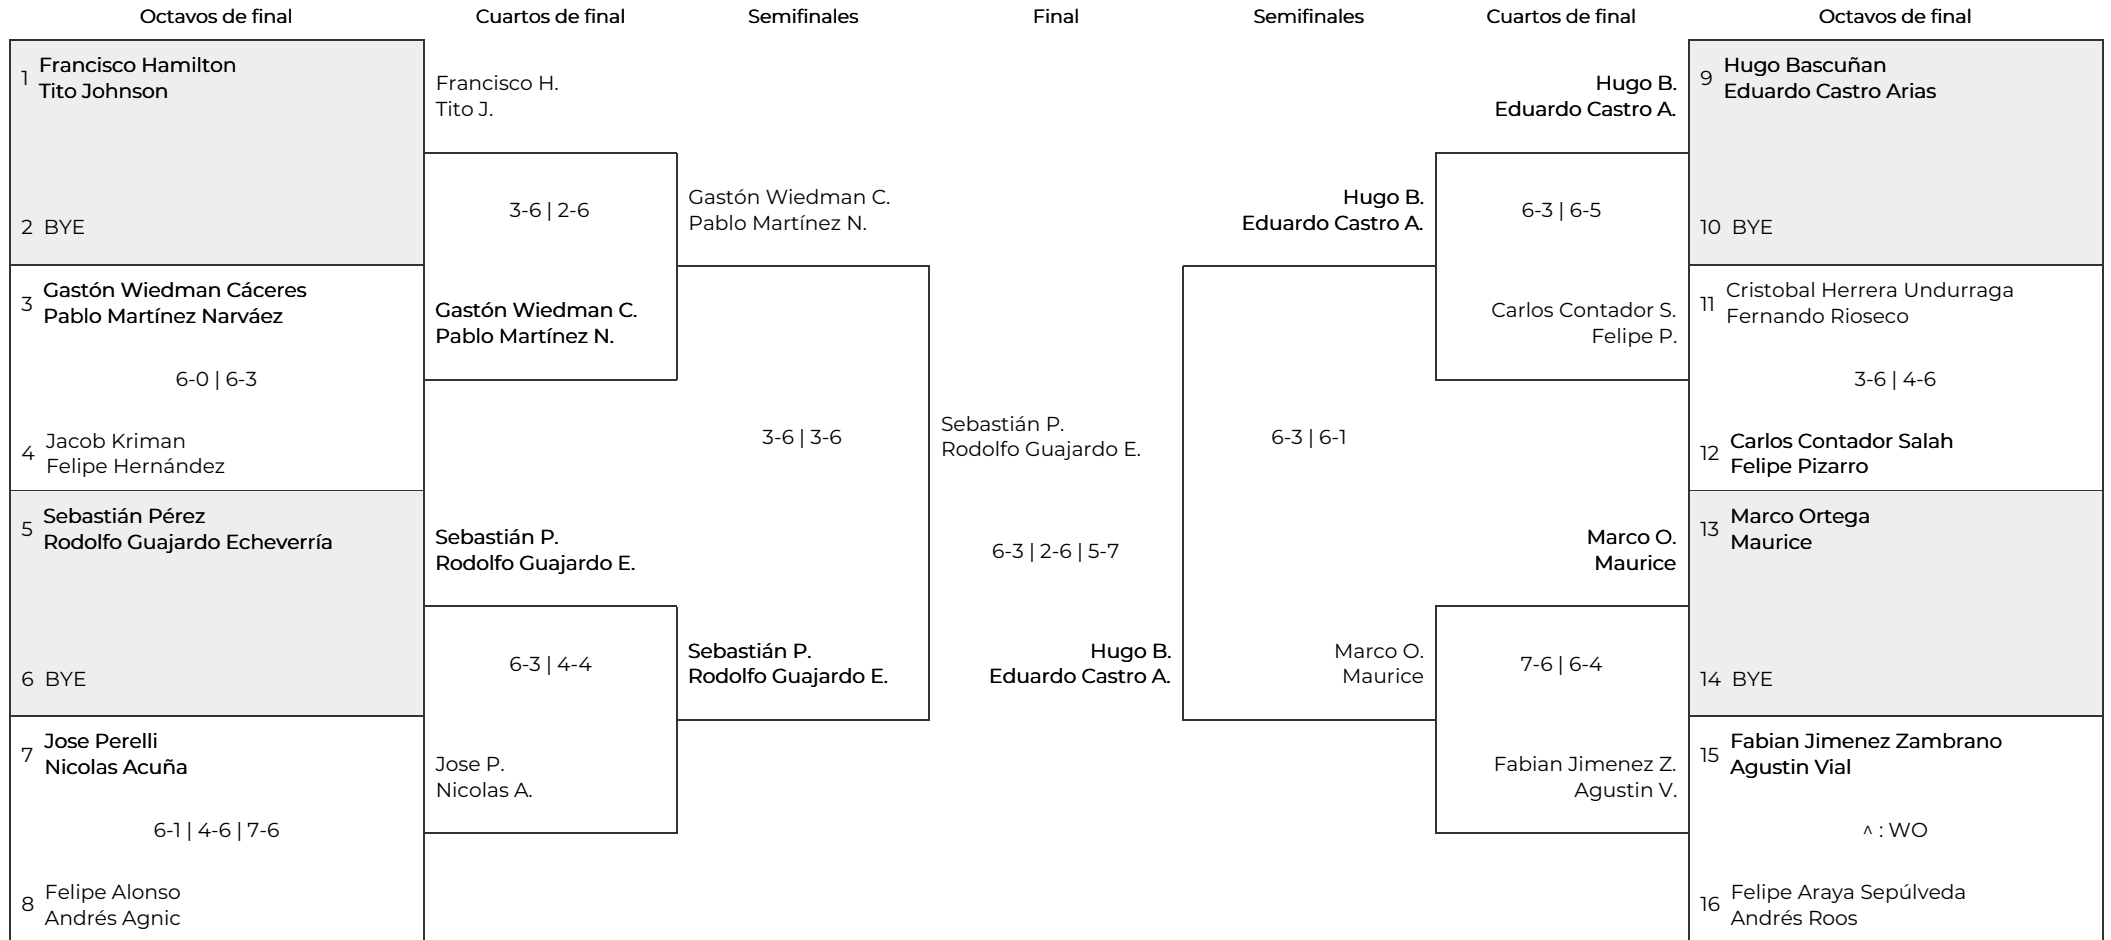 Octavos de final
Cuartos de final
Semifinales
Final
Semifinales
Cuartos de final
Octavos de final
1
Francisco Hamilton
Tito Johnson
2 BYE
3
Gastón Wiedman Cáceres
Pablo Martínez Narváez
6-0 | 6-3
4
Jacob Kriman
Felipe Hernández
5
Sebastián Pérez
Rodolfo Guajardo Echeverría
6 BYE
7
Jose Perelli
Nicolas Acuña
6-1 | 4-6 | 7-6
8
Felipe Alonso
Andrés Agnic
Francisco H.
Tito J.
3-6 | 2-6
Gastón Wiedman C.
Pablo Martínez N.
Sebastián P.
Rodolfo Guajardo E.
6-3 | 4-4
Jose P.
Nicolas A.
Gastón Wiedman C.
Pablo Martínez N.
3-6 | 3-6
Sebastián P.
Rodolfo Guajardo E.
Sebastián P.
Rodolfo Guajardo E.
6-3 | 2-6 | 5-7
Hugo B.
Eduardo Castro A.
Hugo B.
Eduardo Castro A.
6-3 | 6-1
Marco O.
Maurice
Hugo B.
Eduardo Castro A.
6-3 | 6-5
Carlos Contador S.
Felipe P.
Marco O.
Maurice
7-6 | 6-4
Fabian Jimenez Z.
Agustin V.
9
Hugo Bascuñan
Eduardo Castro Arias
10 BYE
11
Cristobal Herrera Undurraga
Fernando Rioseco
3-6 | 4-6
12
Carlos Contador Salah
Felipe Pizarro
13
Marco Ortega
Maurice
14 BYE
15
Fabian Jimenez Zambrano
Agustin Vial
^ : WO
16
Felipe Araya Sepúlveda
Andrés Roos